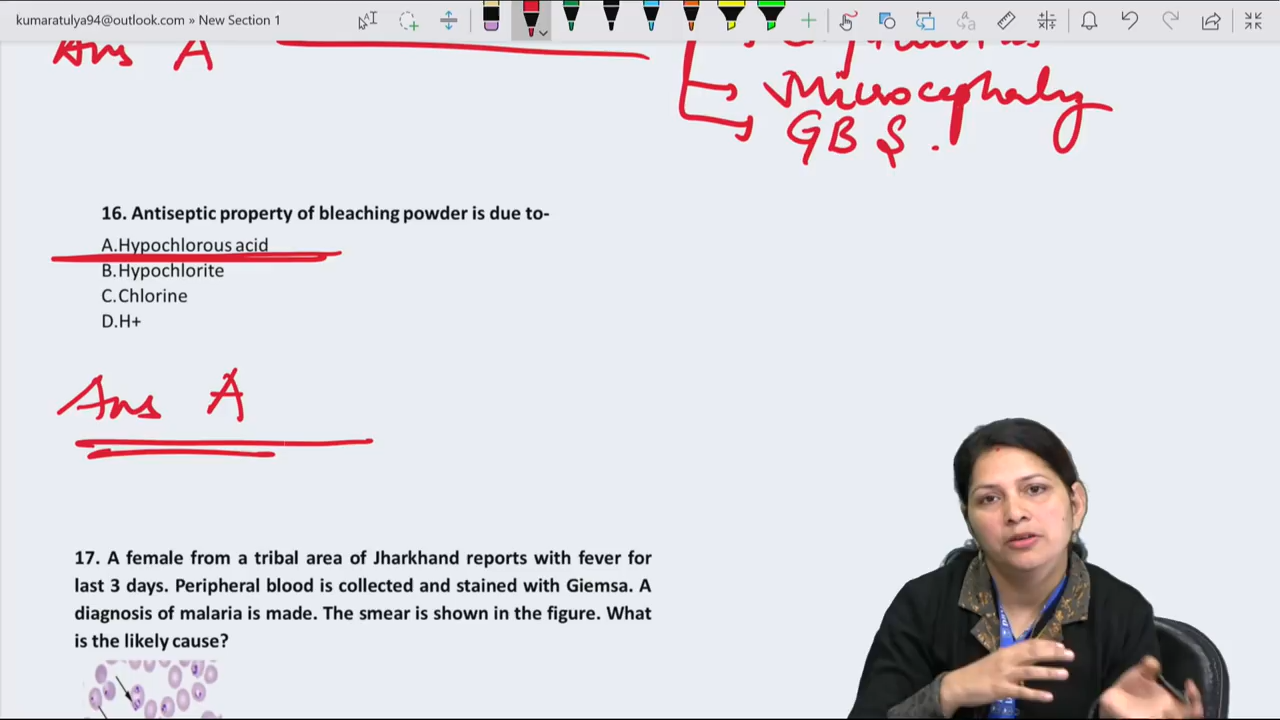 kumaratulya94@outlook.com » New Section 1
Ans A
Microcephaly
GBS.
16. Antiseptic property of bleaching powder is due to-
A.Hypochlorous acid
B.Hypochlorite
C.Chlorine
D.H+
Ans A
17. A female from a tribal area of Jharkhand reports with fever for
last 3 days. Peripheral blood is collected and stained with Giemsa. A
diagnosis of malaria is made. The smear is shown in the figure. What
is the likely cause?